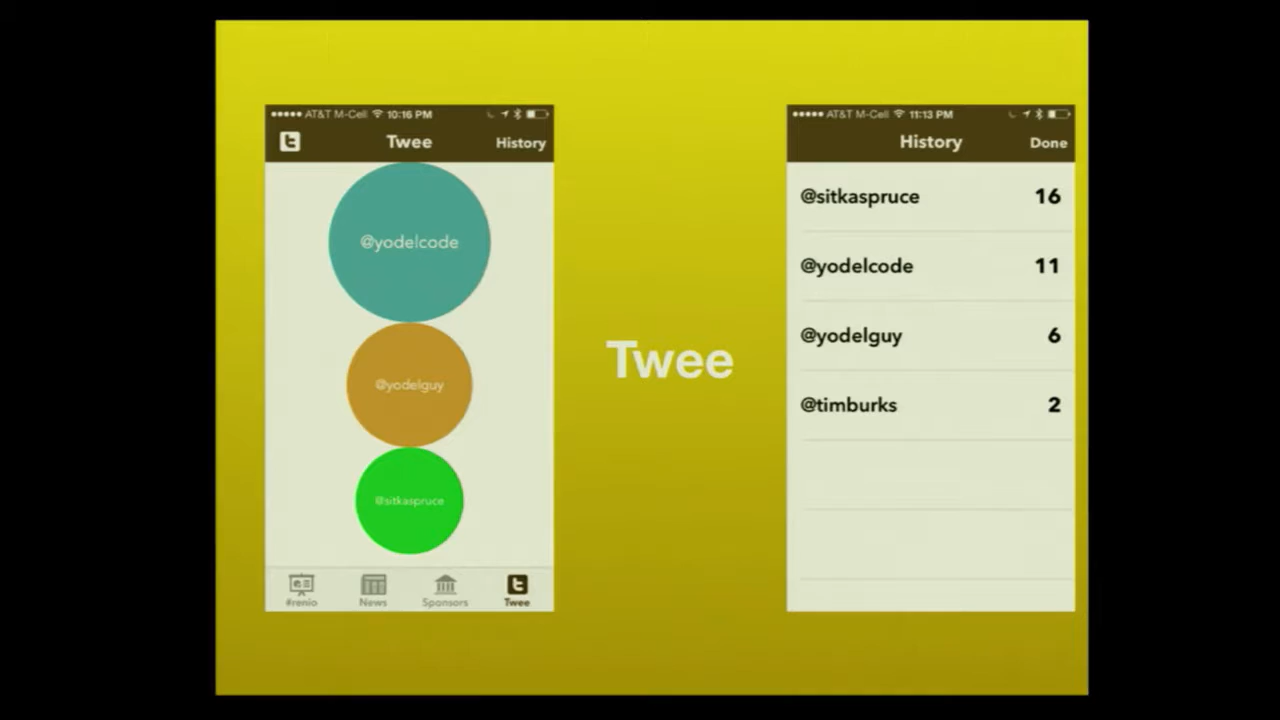 ●●●●● AT&T M-Cell 10:16 PM
t Twee History
@yodelcode
@yodelguy
@sitkaspruce
#renio News Sponsors Twee
Twee
●●●●● AT&T M-Cell 11:13 PM
History Done
@sitkaspruce 16
@yodelcode 11
@yodelguy 6
@timburks 2